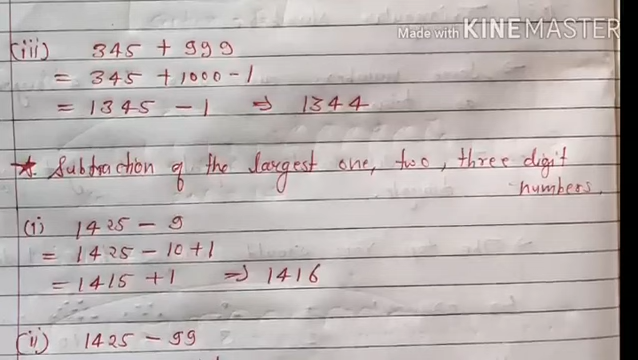 Made with KINEMASTER
(iii) 345 + 999
= 345 + 1000 - 1
= 1345 - 1 ⇒ 1344
* Subtraction of the largest one, two, three digit
numbers.
(i) 1425 - 9
= 1425 - 10 + 1
= 1415 + 1 ⇒ 1416
(ii) 1425 - 99